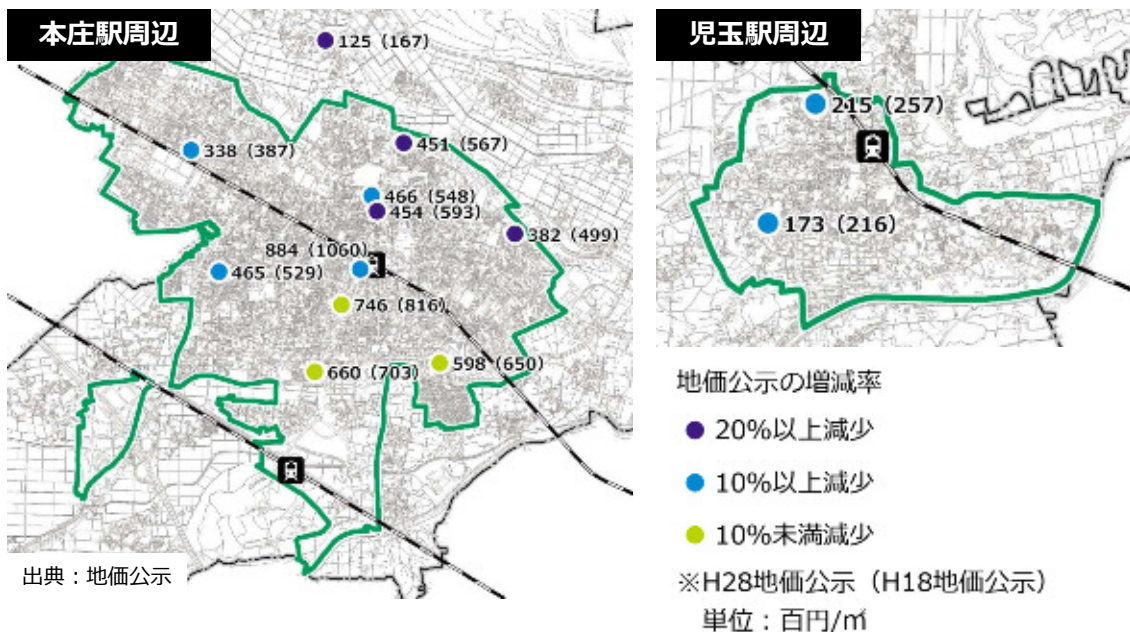 本庄駅周辺
125（167）
451（567）
338（387）
466（548）
454（593）
382（499）
884（1060）
465（529）
746（816）
598（650）
660（703）
出典：地価公示
児玉駅周辺
215（257）
173（216）
地価公示の増減率
20%以上減少
10%以上減少
10%未満減少
※H28地価公示（H18地価公示）
単位：百円/㎡